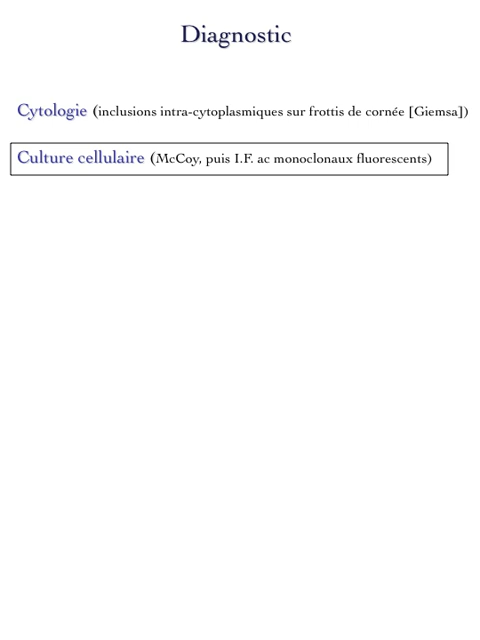 Diagnostic
Cytologie (inclusions intra-cytoplasmiques sur frottis de cornée [Giemsa])
Culture cellulaire (McCoy, puis I.F. ac monoclonaux fluorescents)